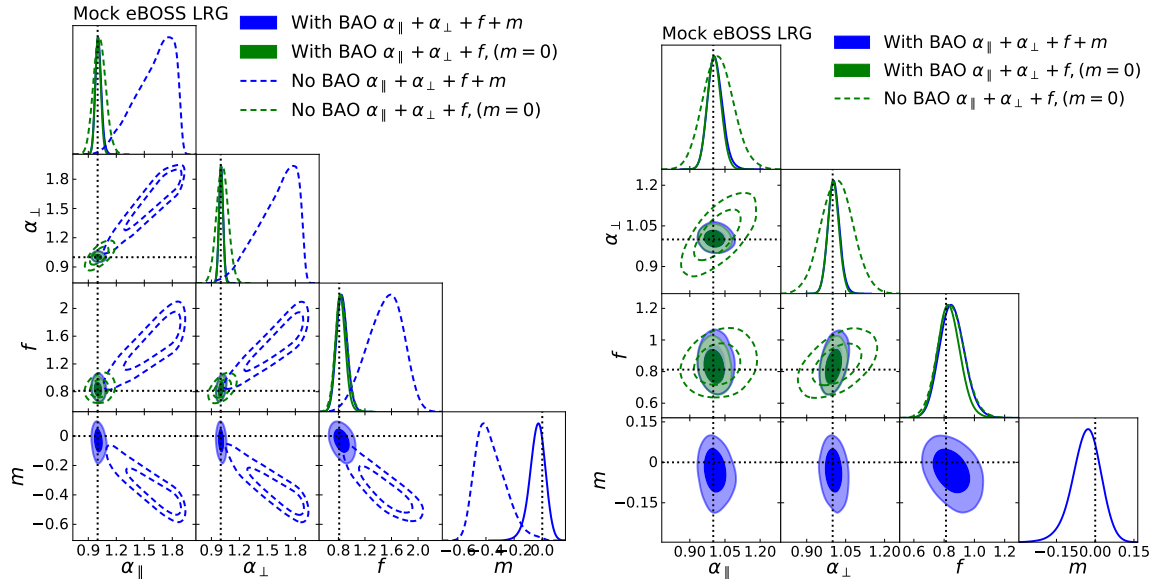 Mock eBOSS LRG
With BAO α∥ + α⊥ + f + m
With BAO α∥ + α⊥ + f, (m = 0)
No BAO α∥ + α⊥ + f + m
No BAO α∥ + α⊥ + f, (m = 0)
α⊥
1.8
1.5
1.2
0.9
f
2.0
1.6
1.2
0.8
m
0
−0.2
−0.4
−0.6
0.9 1.2 1.5 1.8
0.9 1.2 1.5 1.8
0.8 1.2 1.6 2.0
−0.6 −0.4 −0.2 0.0
α∥
α⊥
f
m
Mock eBOSS LRG
With BAO α∥ + α⊥ + f + m
With BAO α∥ + α⊥ + f, (m = 0)
No BAO α∥ + α⊥ + f, (m = 0)
α⊥
1.2
1.05
0.9
0.8
f
1.2
1
0.8
0.6
m
0.15
0
−0.15
−0.3
0.90 1.05 1.20
0.90 1.05 1.20
0.6 0.8 1 1.2
−0.15 0.00 0.15
α∥
α⊥
f
m